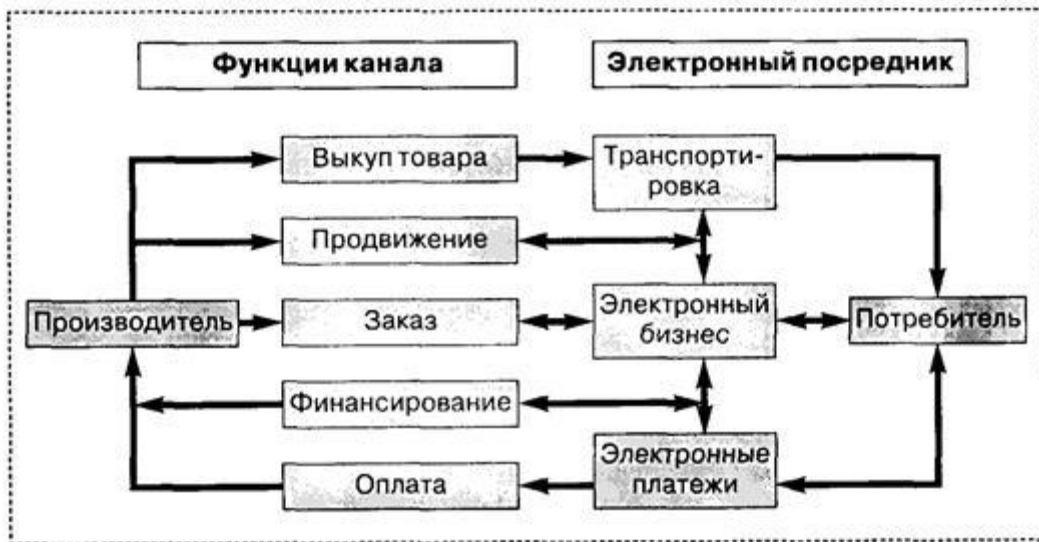 Функции канала
Электронный посредник
Выкуп товара
Транспорти-
ровка
Продвижение
Производитель
Заказ
Электронный
бизнес
Потребитель
Финансирование
Электронные
платежи
Оплата